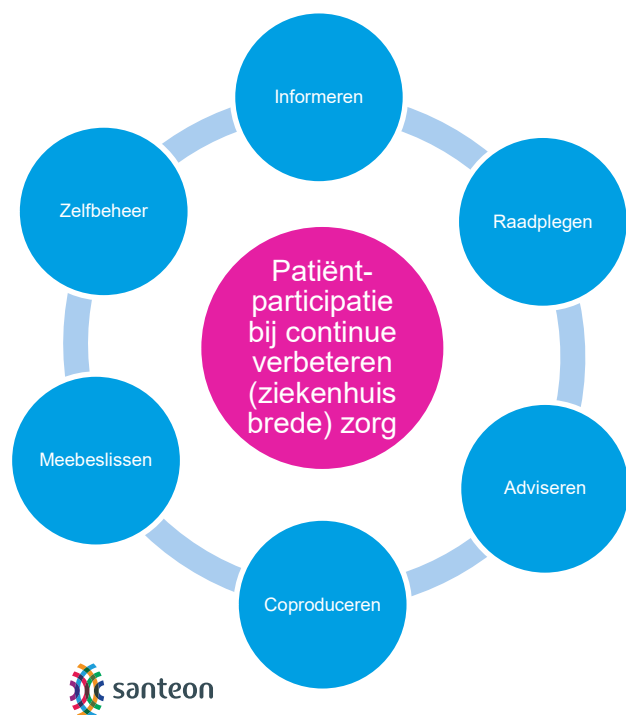 Informeren
Zelfbeheer
Raadplegen
Patiënt-
participatie
bij continue
verbeteren
(ziekenhuis
brede) zorg
Meebeslissen
Adviseren
Coproduceren
santeon